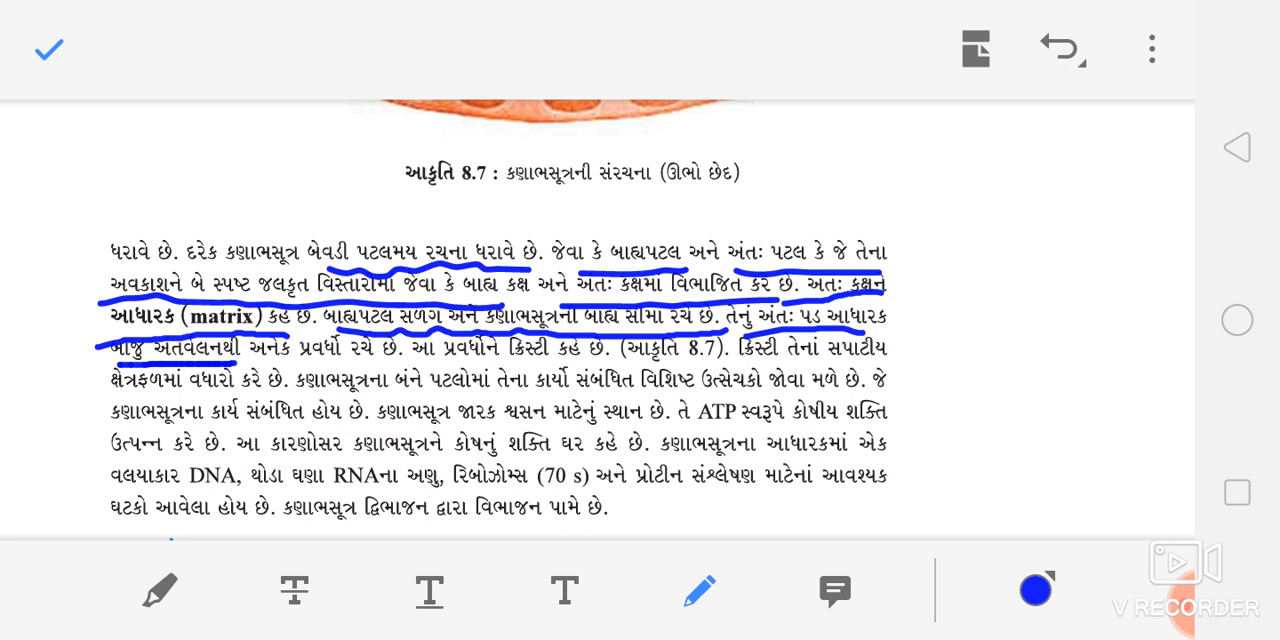 આકૃતિ 8.7 : કણાભસૂત્રની સંરચના (ઊભો છેદ)
ધરાવે છે. દરેક કણાભસૂત્ર બેવડી પટલમય રચના ધરાવે છે. જેવા કે બાહ્યપટલ અને અંતઃ પટલ કે જે તેના
અવકાશને બે સ્પષ્ટ જલકૃત વિસ્તારોમાં જેવા કે બાહ્ય કક્ષ અને અંતઃ કક્ષમાં વિભાજિત કરે છે. અંતઃ કક્ષને
આધારક (matrix) કહે છે. બાહ્યપટલ સળંગ અને કણાભસૂત્રની બાહ્ય સીમા રચે છે. તેનું અંતઃ પડ આધારક
બાજુ અંતર્વલનથી અનેક પ્રવર્ધો રચે છે. આ પ્રવર્ધોને ક્રિસ્ટી કહે છે. (આકૃતિ 8.7). ક્રિસ્ટી તેનાં સપાટીય
ક્ષેત્રફળમાં વધારો કરે છે. કણાભસૂત્રના બંને પટલોમાં તેના કાર્યો સંબંધિત વિશિષ્ટ ઉત્સેચકો જોવા મળે છે. જે
કણાભસૂત્રના કાર્ય સંબંધિત હોય છે. કણાભસૂત્ર જારક શ્વસન માટેનું સ્થાન છે. તે ATP સ્વરૂપે કોષીય શક્તિ
ઉત્પન્ન કરે છે. આ કારણોસર કણાભસૂત્રને કોષનું શક્તિ ઘર કહે છે. કણાભસૂત્રના આધારકમાં એક
વલયાકાર DNA, થોડા ઘણા RNAના અણુ, રિબોઝોમ્સ (70 s) અને પ્રોટીન સંશ્લેષણ માટેનાં આવશ્યક
ઘટકો આવેલા હોય છે. કણાભસૂત્ર દ્વિભાજન દ્વારા વિભાજન પામે છે.
V RECORDER